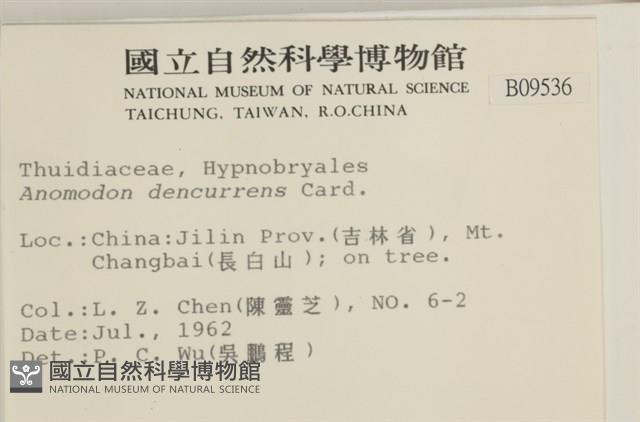 國立自然科學博物館
NATIONAL MUSEUM OF NATURAL SCIENCE
TAICHUNG, TAIWAN, R.O.CHINA
B09536
Thuidiaceae, Hypnobryales
Anomodon dencurrens Card.
Loc.:China:Jilin Prov.(吉林省), Mt.
Changbai(長白山); on tree.
Col.:L. Z. Chen(陳靈芝), NO. 6-2
Date:Jul., 1962
Det.:P. C. Wu(吳鵬程)
國立自然科學博物館
NATIONAL MUSEUM OF NATURAL SCIENCE